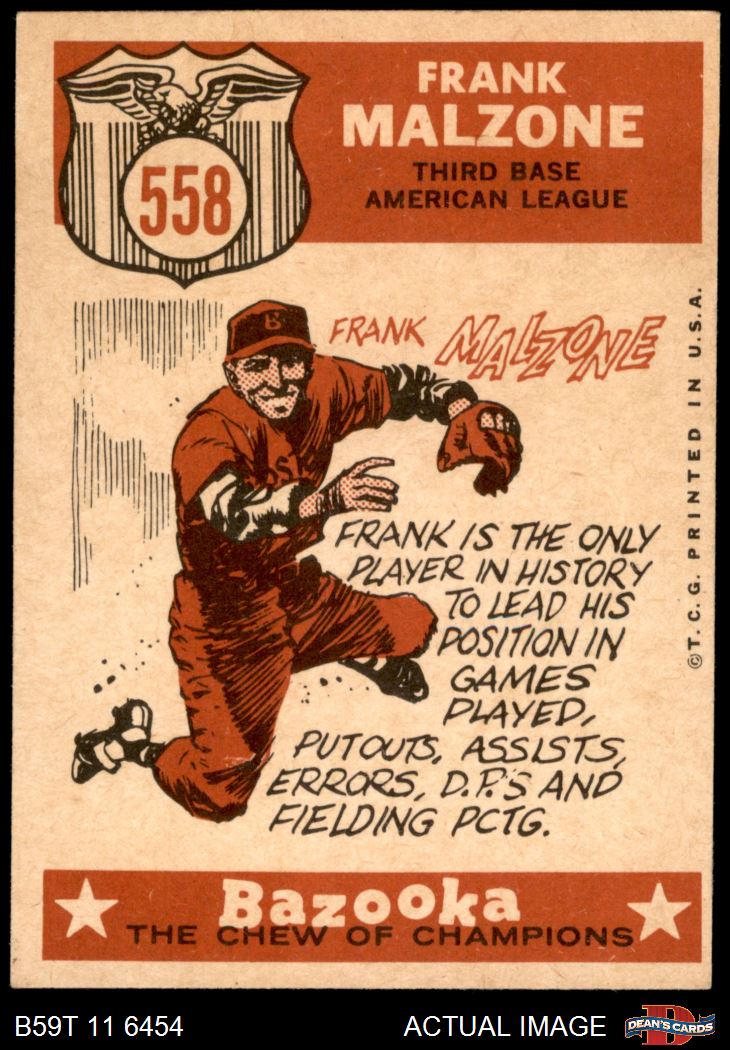 558
FRANK
MALZONE
THIRD BASE
AMERICAN LEAGUE
B
FRANK MALZONE
FRANK IS THE ONLY
PLAYER IN HISTORY
TO LEAD HIS
POSITION IN
GAMES
PLAYED,
PUTOUTS, ASSISTS,
ERRORS, D.P.'S AND
FIELDING PCTG.
©T.C.G. PRINTED IN U.S.A.
Bazooka
THE CHEW OF CHAMPIONS
B59T 11 6454
ACTUAL IMAGE
D
DEAN'S CARDS